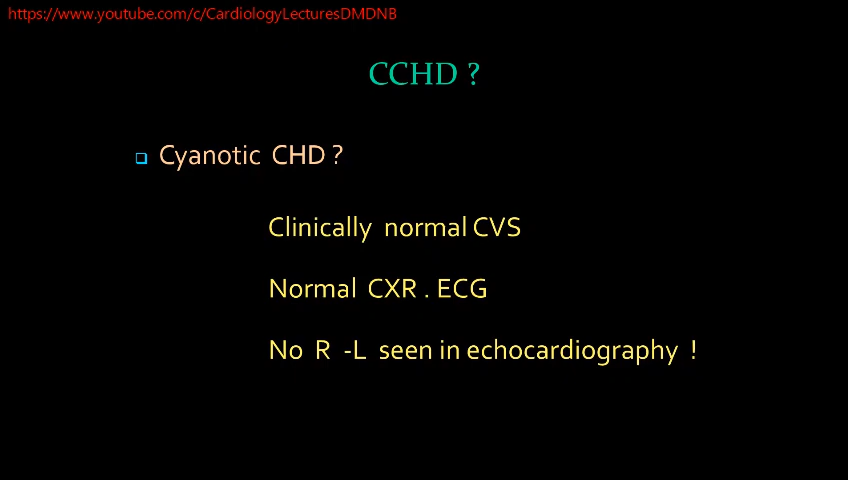 https://www.youtube.com/c/CardiologyLecturesDMDNB
CCHD ?
Cyanotic CHD ?
Clinically normal CVS
Normal CXR . ECG
No R -L seen in echocardiography !